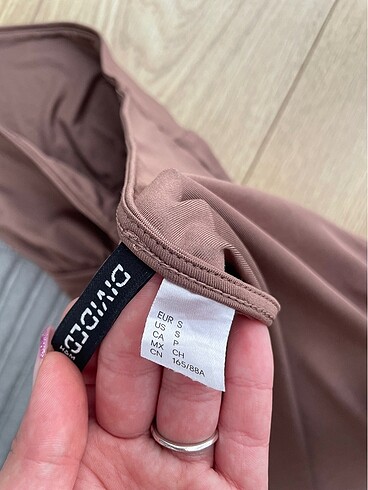 DIVIDED
H&M
EUR S
US S
CA P
MX CH
CN 165/88A